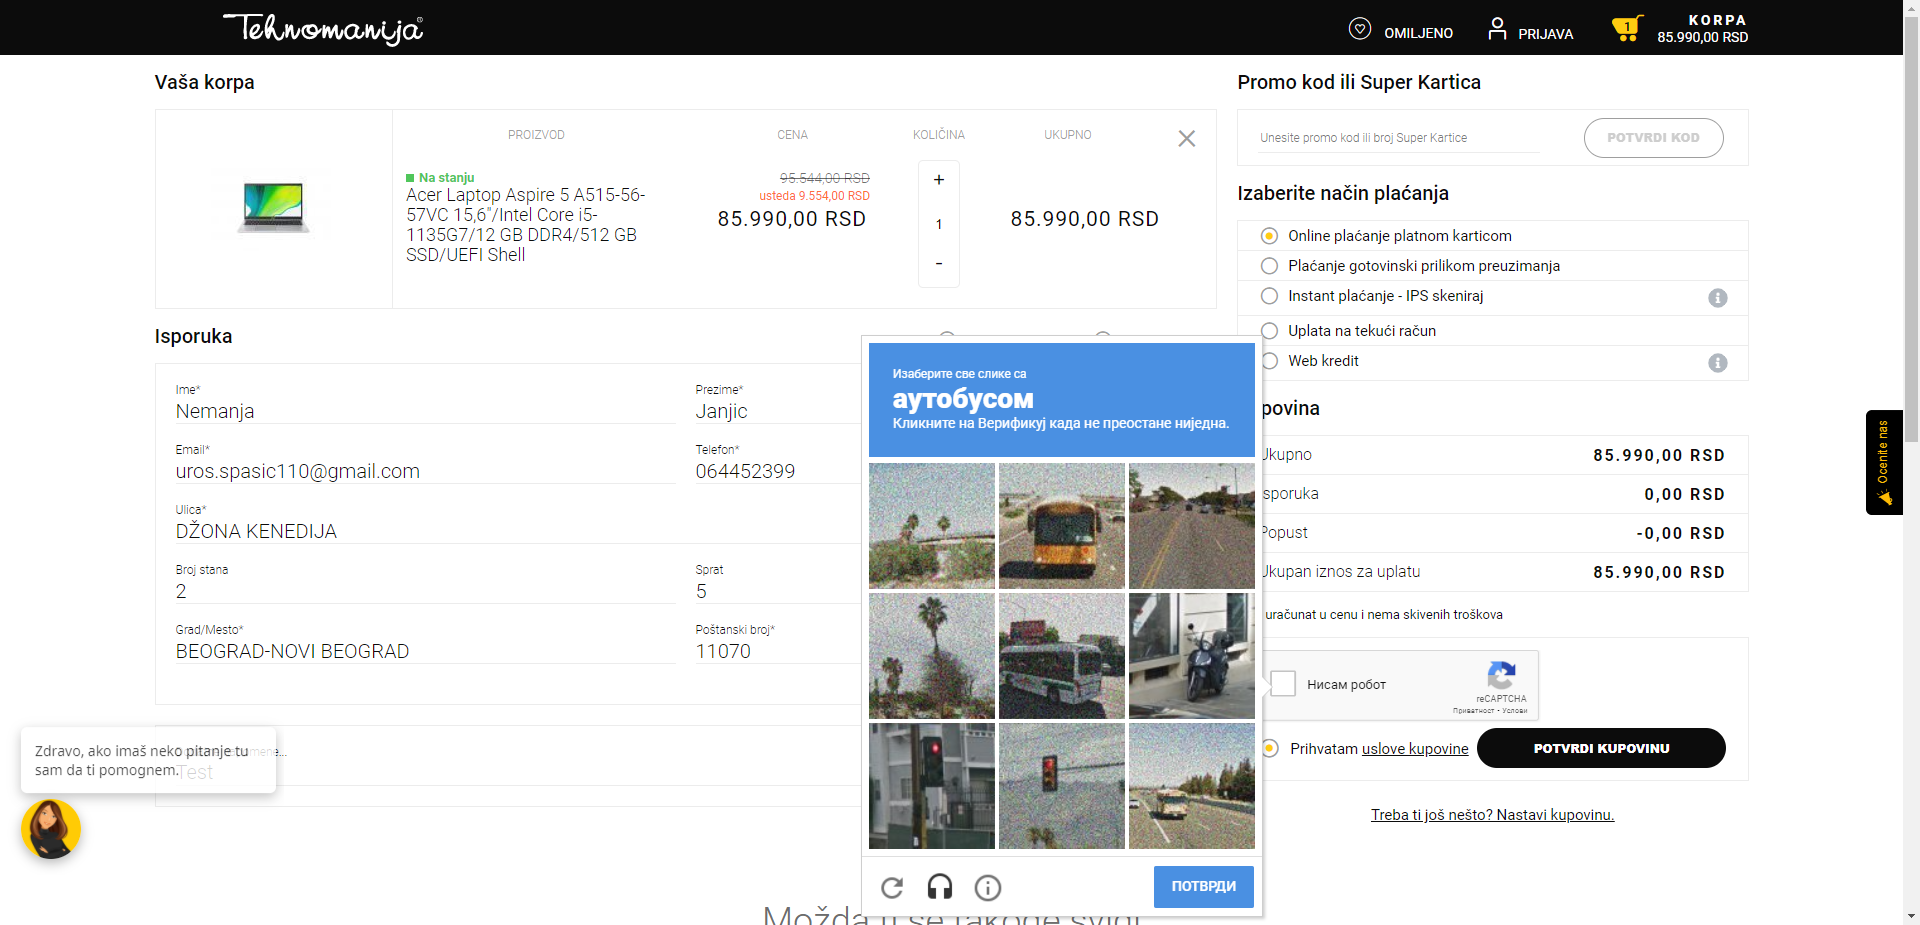 Tehnomanija
OMILJENO
PRIJAVA
1
KORPA
85.990,00 RSD
Vaša korpa
PROIZVOD
CENA
KOLIČINA
UKUPNO
Na stanju
Acer Laptop Aspire 5 A515-56-
57VC 15,6"/Intel Core i5-
1135G7/12 GB DDR4/512 GB
SSD/UEFI Shell
95.544,00 RSD
usteda 9.554,00 RSD
85.990,00 RSD
+
1
-
85.990,00 RSD
Promo kod ili Super Kartica
Unesite promo kod ili broj Super Kartice
POTVRDI KOD
Izaberite način plaćanja
Online plaćanje platnom karticom
Plaćanje gotovinski prilikom preuzimanja
Instant plaćanje - IPS skeniraj
Uplata na tekući račun
Web kredit
Isporuka
Ime*
Nemanja
Prezime*
Janjic
Email*
uros.spasic110@gmail.com
Telefon*
064452399
Ulica*
DŽONA KENEDIJA
Broj stana
2
Sprat
5
Grad/Mesto*
BEOGRAD-NOVI BEOGRAD
Poštanski broj*
11070
Изаберите све слике са
аутобусом
Кликните на Верификуј када не преостане ниједна.
ПОТВРДИ
povina
Ukupno
85.990,00 RSD
Isporuka
0,00 RSD
Popust
-0,00 RSD
Ukupan iznos za uplatu
85.990,00 RSD
uračunat u cenu i nema skivenih troškova
Нисам робот
reCAPTCHA
Приватност • Услови
Prihvatam uslove kupovine
POTVRDI KUPOVINU
Treba ti još nešto? Nastavi kupovinu.
Ocenite nas
Zdravo, ako imaš neko pitanje tu
sam da ti pomognem.
Test
Možda ti se takođe svidi